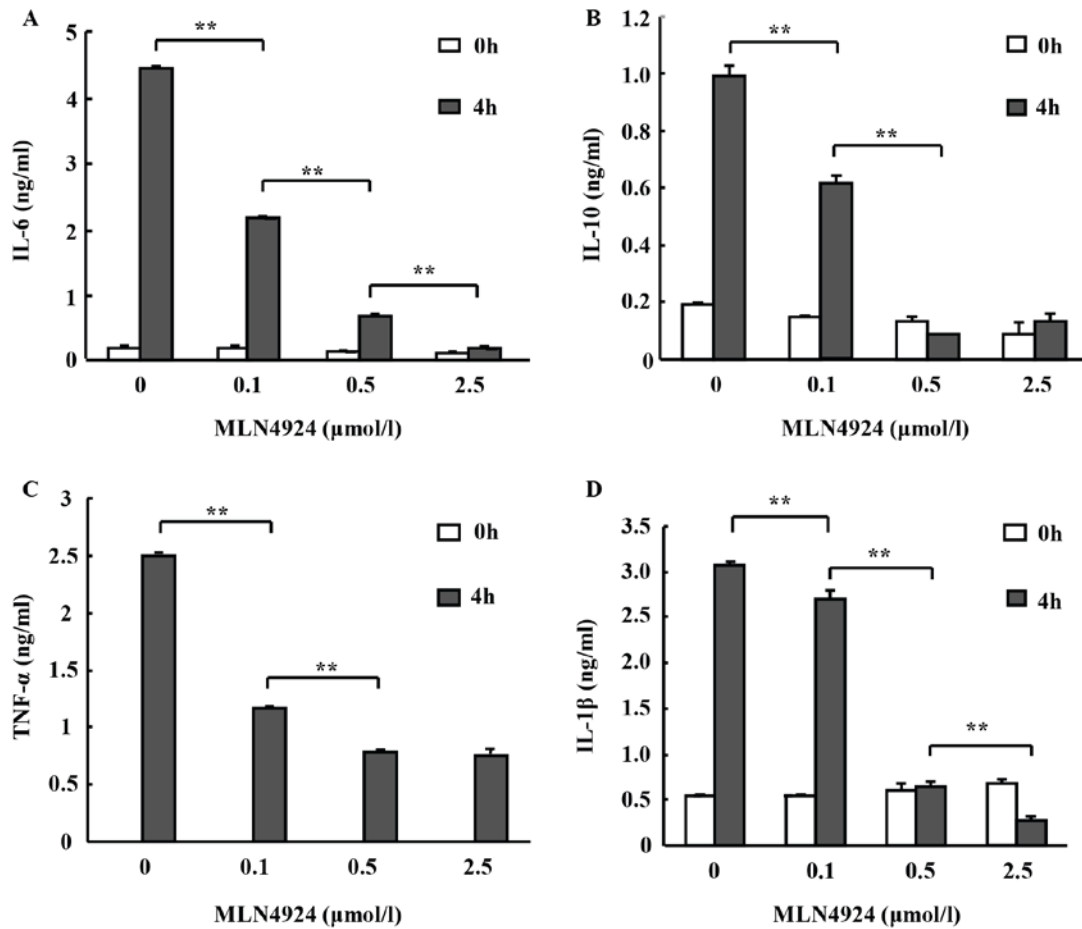 A
IL-6 (ng/ml)
5
4
3
2
1
0
**
**
**
0h
4h
0 0.1 0.5 2.5
MLN4924 (μmol/l)
B
IL-10 (ng/ml)
1.2
1.0
0.8
0.6
0.4
0.2
0
**
**
0h
4h
0 0.1 0.5 2.5
MLN4924 (μmol/l)
C
TNF-α (ng/ml)
3
2.5
2
1.5
1
0.5
0
**
**
0h
4h
0 0.1 0.5 2.5
MLN4924 (μmol/l)
D
IL-1β (ng/ml)
3.5
3.0
2.5
2.0
1.5
1.0
0.5
0
**
**
**
0h
4h
0 0.1 0.5 2.5
MLN4924 (μmol/l)